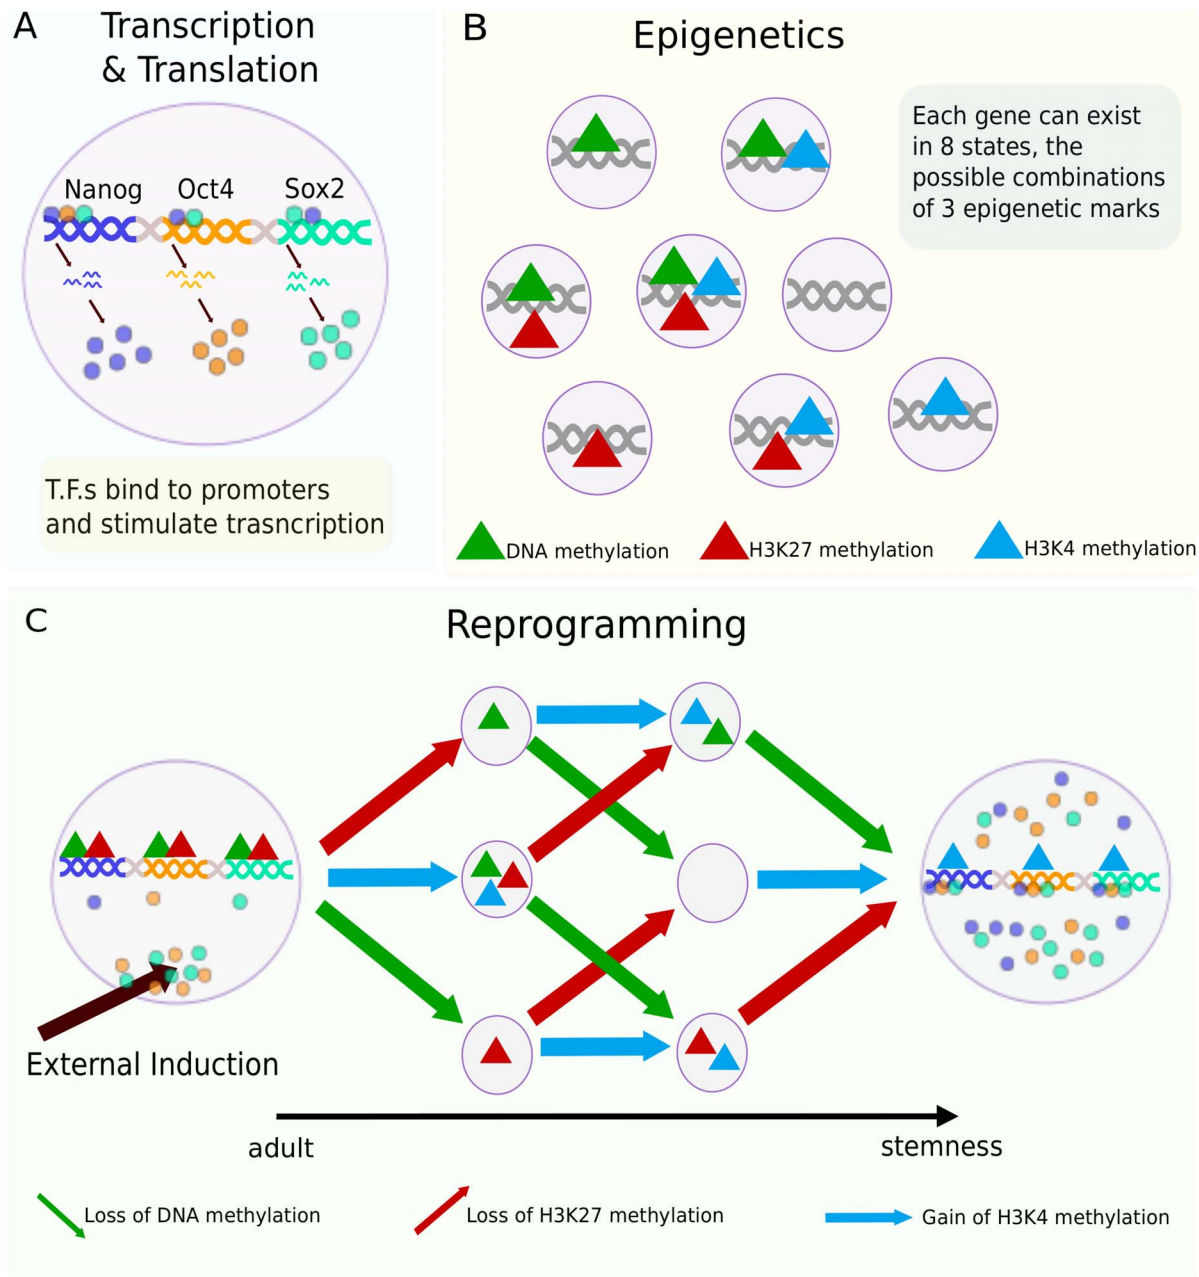 A
Transcription
& Translation
Nanog
Oct4
Sox2
T.F.s bind to promoters
and stimulate trasncription
B
Epigenetics
Each gene can exist
in 8 states, the
possible combinations
of 3 epigenetic marks
DNA methylation
H3K27 methylation
H3K4 methylation
C
Reprogramming
External Induction
adult
stemness
Loss of DNA methylation
Loss of H3K27 methylation
Gain of H3K4 methylation